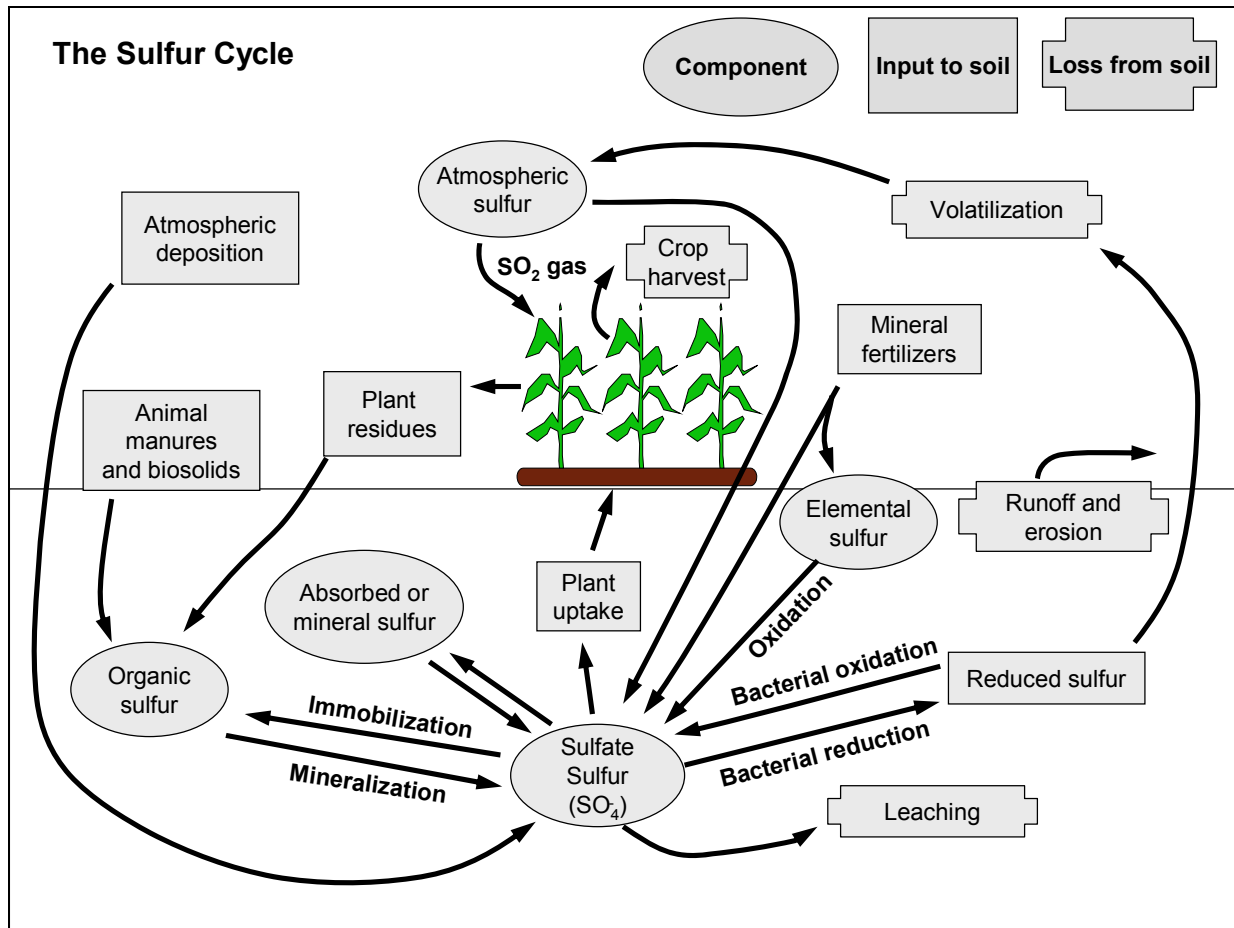 The Sulfur Cycle
Component
Input to soil
Loss from soil
Atmospheric
sulfur
Volatilization
Atmospheric
deposition
SO₂ gas
Crop
harvest
Mineral
fertilizers
Plant
residues
Animal
manures
and biosolids
Elemental
sulfur
Runoff and
erosion
Absorbed or
mineral sulfur
Plant
uptake
Oxidation
Organic
sulfur
Bacterial oxidation
Reduced sulfur
Immobilization
Mineralization
Sulfate
Sulfur
(SO₄⁻)
Bacterial reduction
Leaching